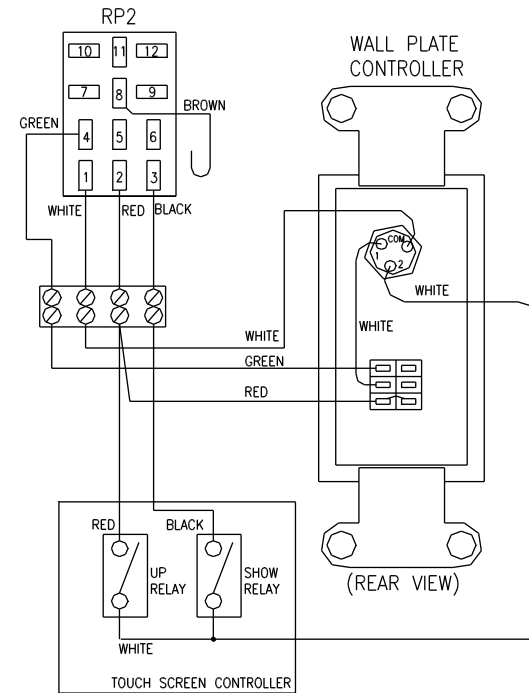 RP2
10 11 12
7 8 9
BROWN
GREEN
4 5 6
1 2 3
WHITE RED BLACK
WALL PLATE
CONTROLLER
COM
1
2
WHITE
WHITE
WHITE
GREEN
RED
(REAR VIEW)
RED
BLACK
UP
RELAY
SHOW
RELAY
WHITE
TOUCH SCREEN CONTROLLER